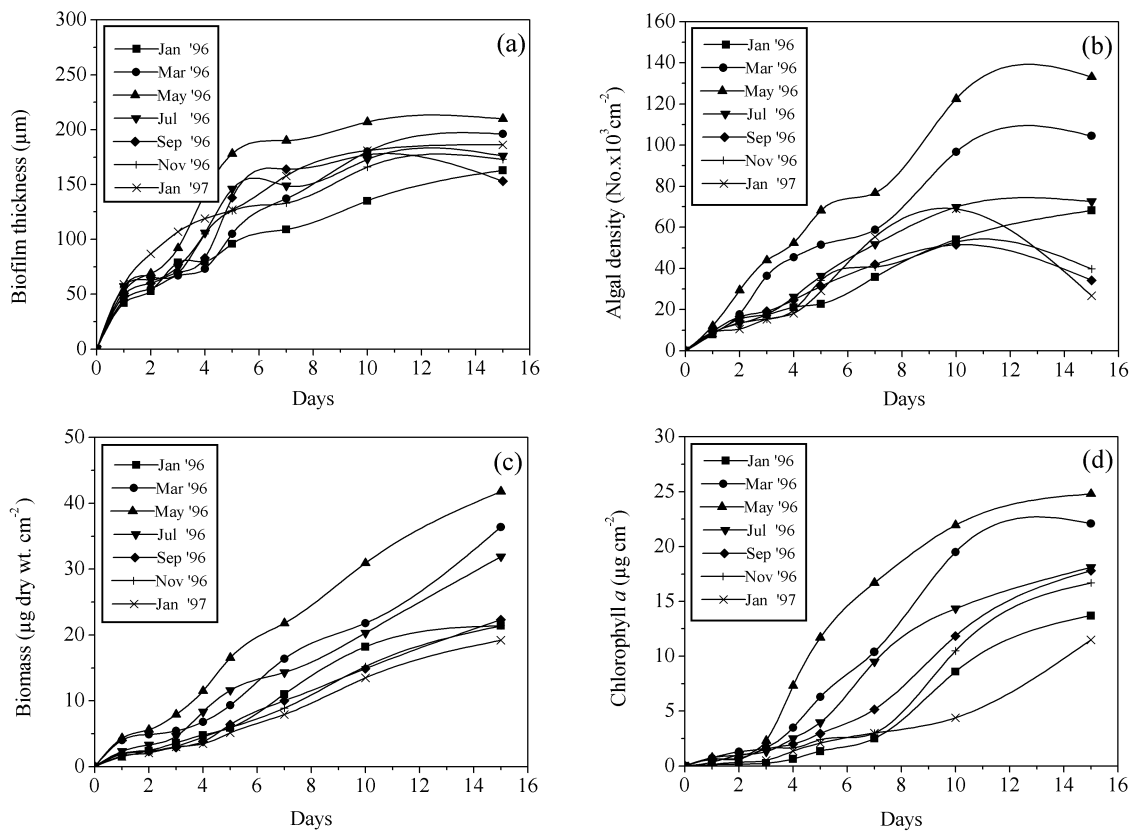 (a)
Jan '96
Mar '96
May '96
Jul '96
Sep '96
Nov '96
Jan '97
Biofilm thickness (µm)
300
250
200
150
100
50
0
0 2 4 6 8 10 12 14 16
Days
(b)
Jan '96
Mar '96
May '96
Jul '96
Sep '96
Nov '96
Jan '97
Algal density (No.x10³cm⁻²)
160
140
120
100
80
60
40
20
0
0 2 4 6 8 10 12 14 16
Days
(c)
Jan '96
Mar '96
May '96
Jul '96
Sep '96
Nov '96
Jan '97
Biomass (µg dry wt. cm⁻²)
50
40
30
20
10
0
0 2 4 6 8 10 12 14 16
Days
(d)
Jan '96
Mar '96
May '96
Jul '96
Sep '96
Nov '96
Jan '97
Chlorophyll a (µg cm⁻²)
30
25
20
15
10
5
0
0 2 4 6 8 10 12 14 16
Days